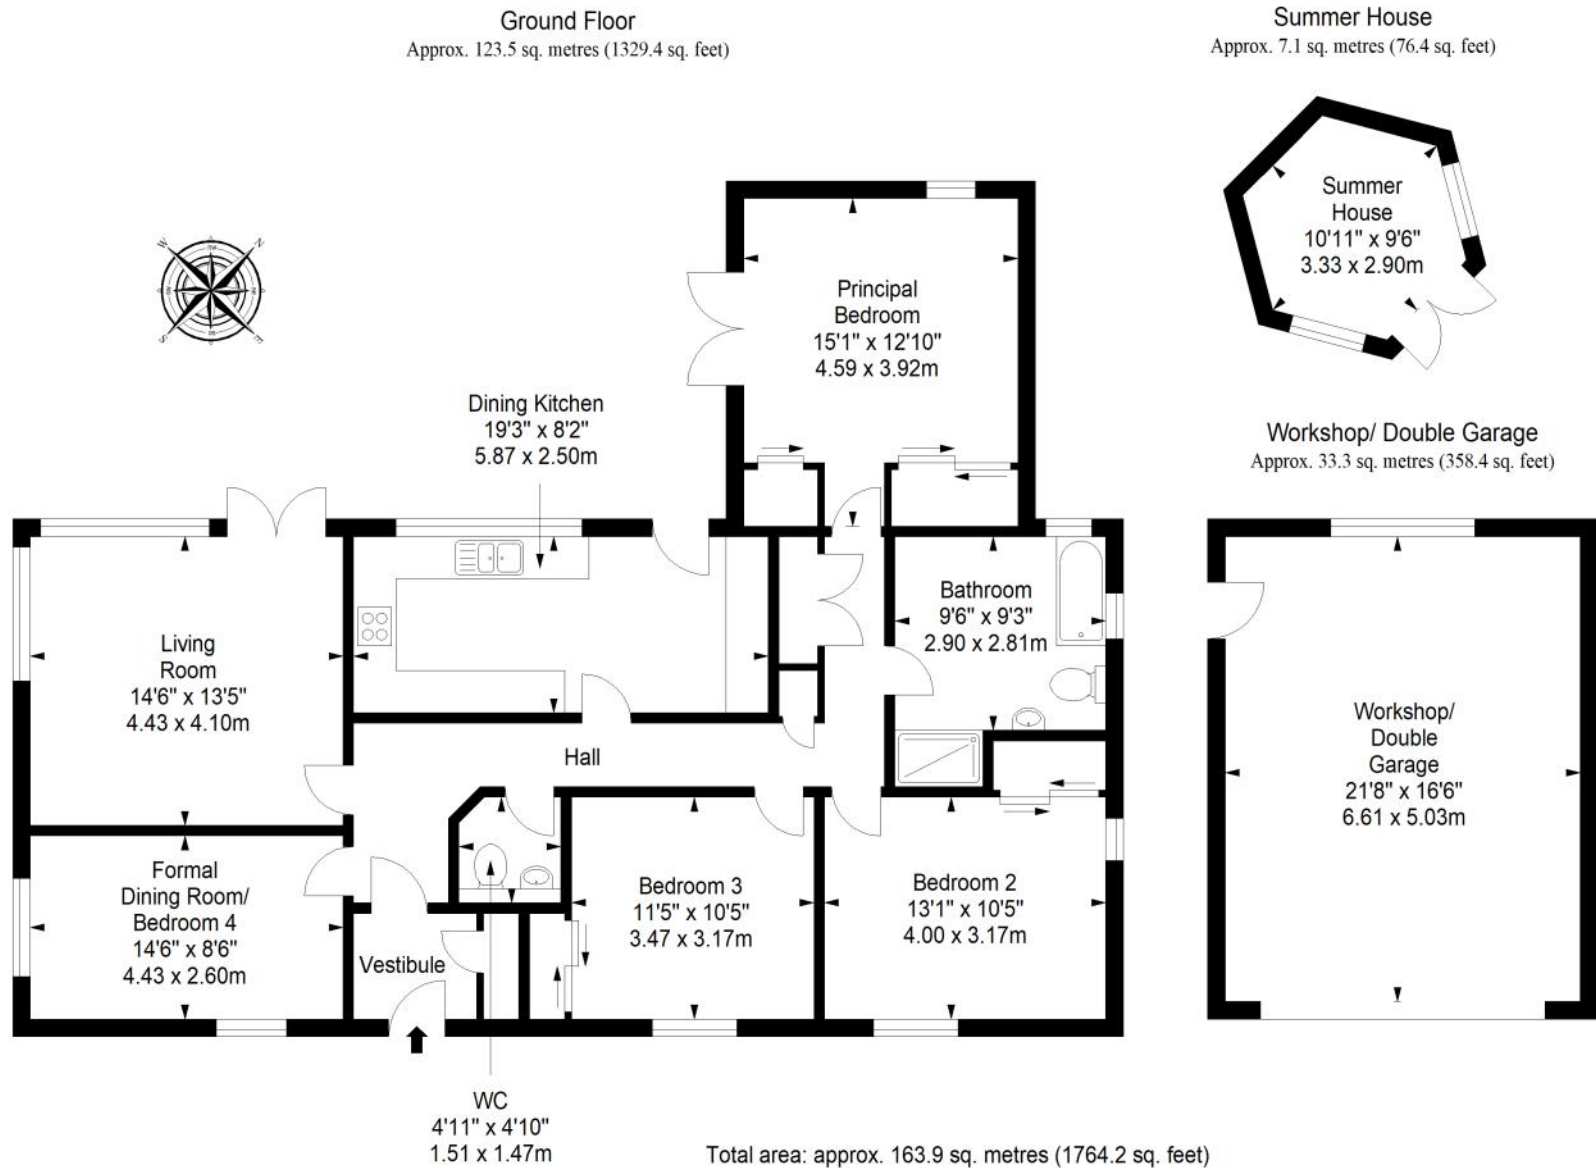 Ground Floor
Approx. 123.5 sq. metres (1329.4 sq. feet)
Summer House
Approx. 7.1 sq. metres (76.4 sq. feet)
Summer
House
10'11" x 9'6"
3.33 x 2.90m
W
N
S
E
Principal
Bedroom
15'1" x 12'10"
4.59 x 3.92m
Dining Kitchen
19'3" x 8'2"
5.87 x 2.50m
Workshop/ Double Garage
Approx. 33.3 sq. metres (358.4 sq. feet)
Living
Room
14'6" x 13'5"
4.43 x 4.10m
Bathroom
9'6" x 9'3"
2.90 x 2.81m
Workshop/
Double
Garage
21'8" x 16'6"
6.61 x 5.03m
Hall
Formal
Dining Room/
Bedroom 4
14'6" x 8'6"
4.43 x 2.60m
Vestibule
Bedroom 3
11'5" x 10'5"
3.47 x 3.17m
Bedroom 2
13'1" x 10'5"
4.00 x 3.17m
WC
4'11" x 4'10"
1.51 x 1.47m
Total area: approx. 163.9 sq. metres (1764.2 sq. feet)